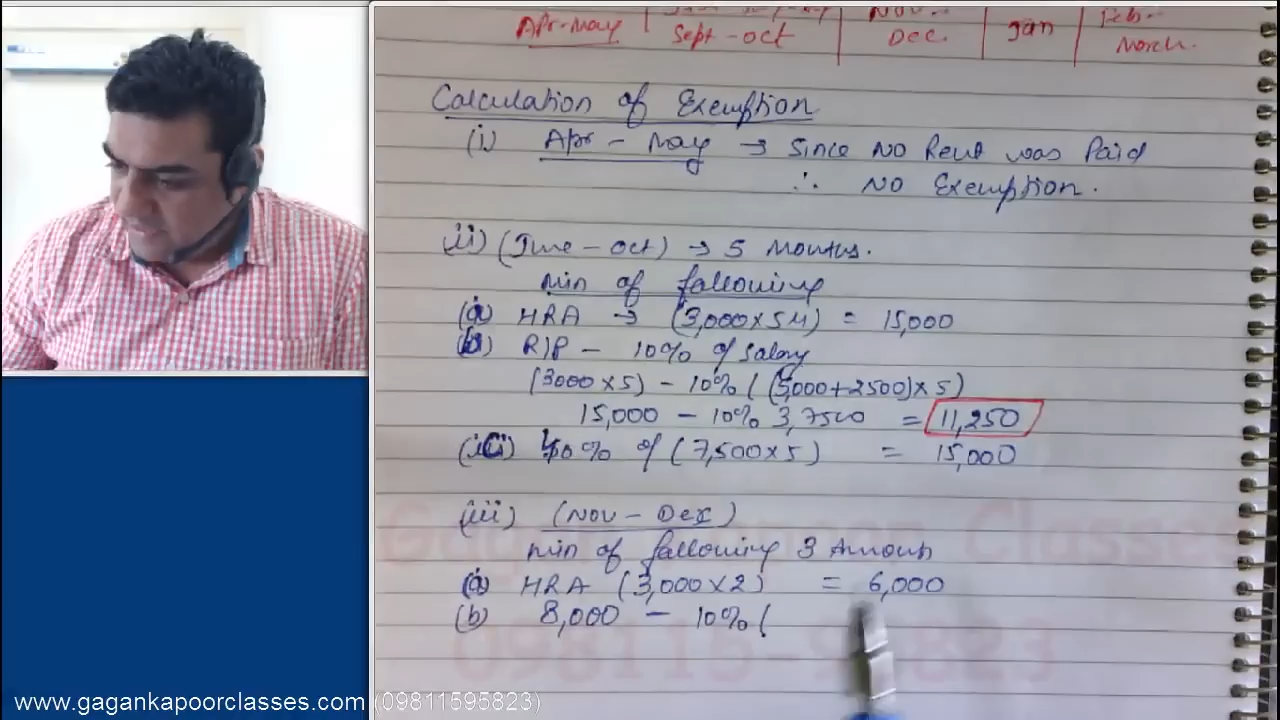 Apr-May Sept-Oct Nov- Dec. Jan Feb- March.
Calculation of Exemption
(i) Apr - May → Since No Rent was Paid
∴ No Exemption.
ii) (June - Oct) → 5 Months.
Min of following
(a) HRA → (3,000×5M) = 15,000
(b) R/P - 10% of Salary
(3000×5) - 10% ((5,000+2500)×5)
15,000 - 10% 3,7500 = 11,250
(c) 40% of (7,500×5) = 15,000
iii) (Nov - Dec)
Min of following 3 Amount
(a) HRA (3,000×2) = 6,000
(b) 8,000 - 10% (
www.gagankapoorclasses.com (09811595823)